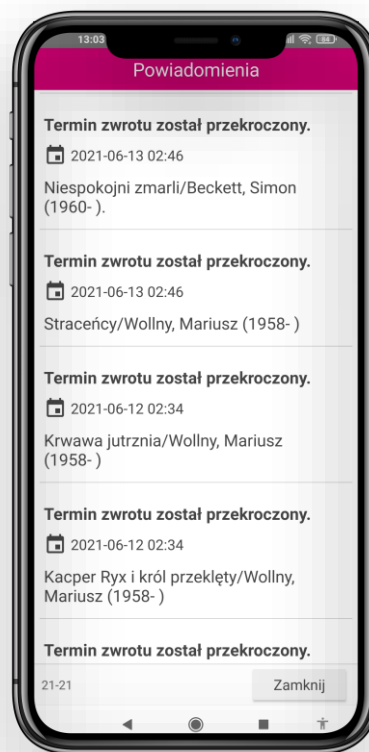 13:03 84
Powiadomienia
Termin zwrotu został przekroczony.
2021-06-13 02:46
Niespokojni zmarli/Beckett, Simon
(1960- ).
Termin zwrotu został przekroczony.
2021-06-13 02:46
Straceńcy/Wollny, Mariusz (1958- )
Termin zwrotu został przekroczony.
2021-06-12 02:34
Krwawa jutrznia/Wollny, Mariusz
(1958- )
Termin zwrotu został przekroczony.
2021-06-12 02:34
Kacper Ryx i król przeklęty/Wollny,
Mariusz (1958- )
Termin zwrotu został przekroczony.
21-21 Zamknij